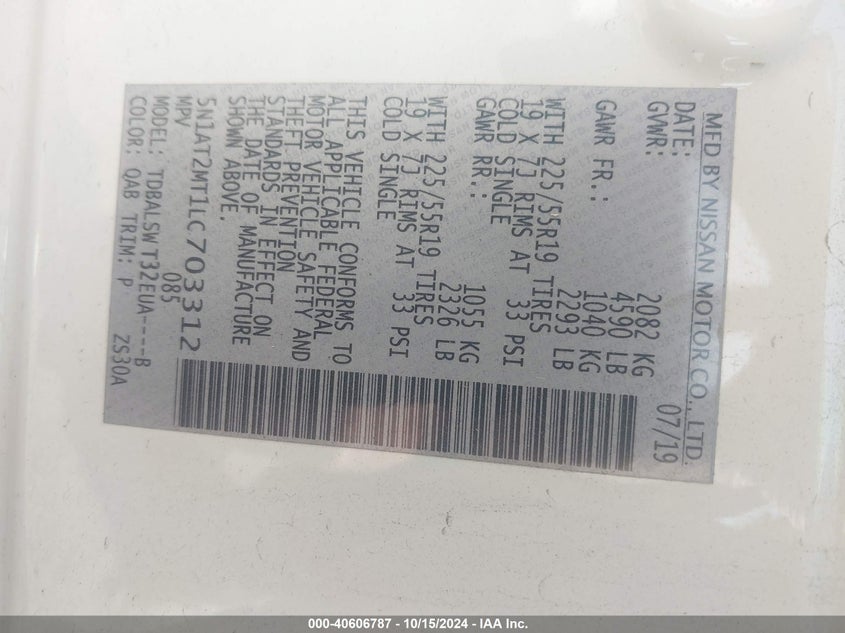 MFD BY NISSAN MOTOR CO., LTD.
DATE: 07/19
GVWR: 2082 KG
4590 LB
GAWR FR.: 1040 KG
2293 LB
WITH 225/55R19 TIRES
19 X 7J RIMS AT 33 PSI
COLD SINGLE
GAWR RR.: 1055 KG
2326 LB
WITH 225/55R19 TIRES
19 X 7J RIMS AT 33 PSI
COLD SINGLE
THIS VEHICLE CONFORMS TO
ALL APPLICABLE FEDERAL
MOTOR VEHICLE SAFETY AND
THEFT PREVENTION
STANDARDS IN EFFECT ON
THE DATE OF MANUFACTURE
SHOWN ABOVE.
5N1AT2MT1LC703312
MPV 085
MODEL: TDBALSWT32EUA----B
COLOR: QAB TRIM: P ZS30A
000-40606787 - 10/15/2024 - IAA Inc.